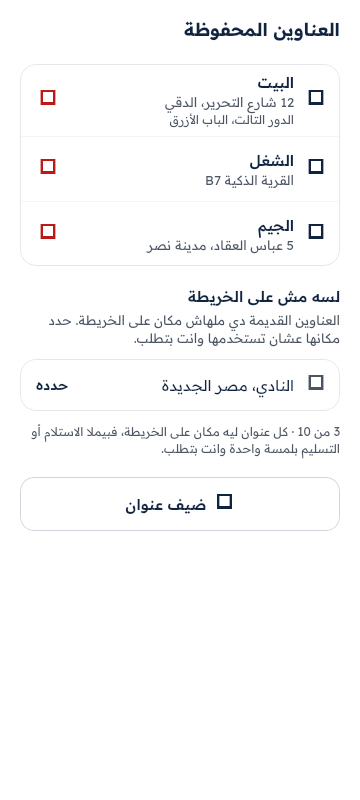 العناوين المحفوظة
البيت
12 شارع التحرير، الدقي
الدور التالت، الباب الأزرق
الشغل
القرية الذكية B7
الجيم
5 عباس العقاد، مدينة نصر
لسه مش على الخريطة
العناوين القديمة دي ملهاش مكان على الخريطة. حدد
مكانها عشان تستخدمها وانت بتطلب.
النادي، مصر الجديدة
حدده
3 من 10 · كل عنوان ليه مكان على الخريطة، فبيملا الاستلام أو
التسليم بلمسة واحدة وانت بتطلب.
ضيف عنوان